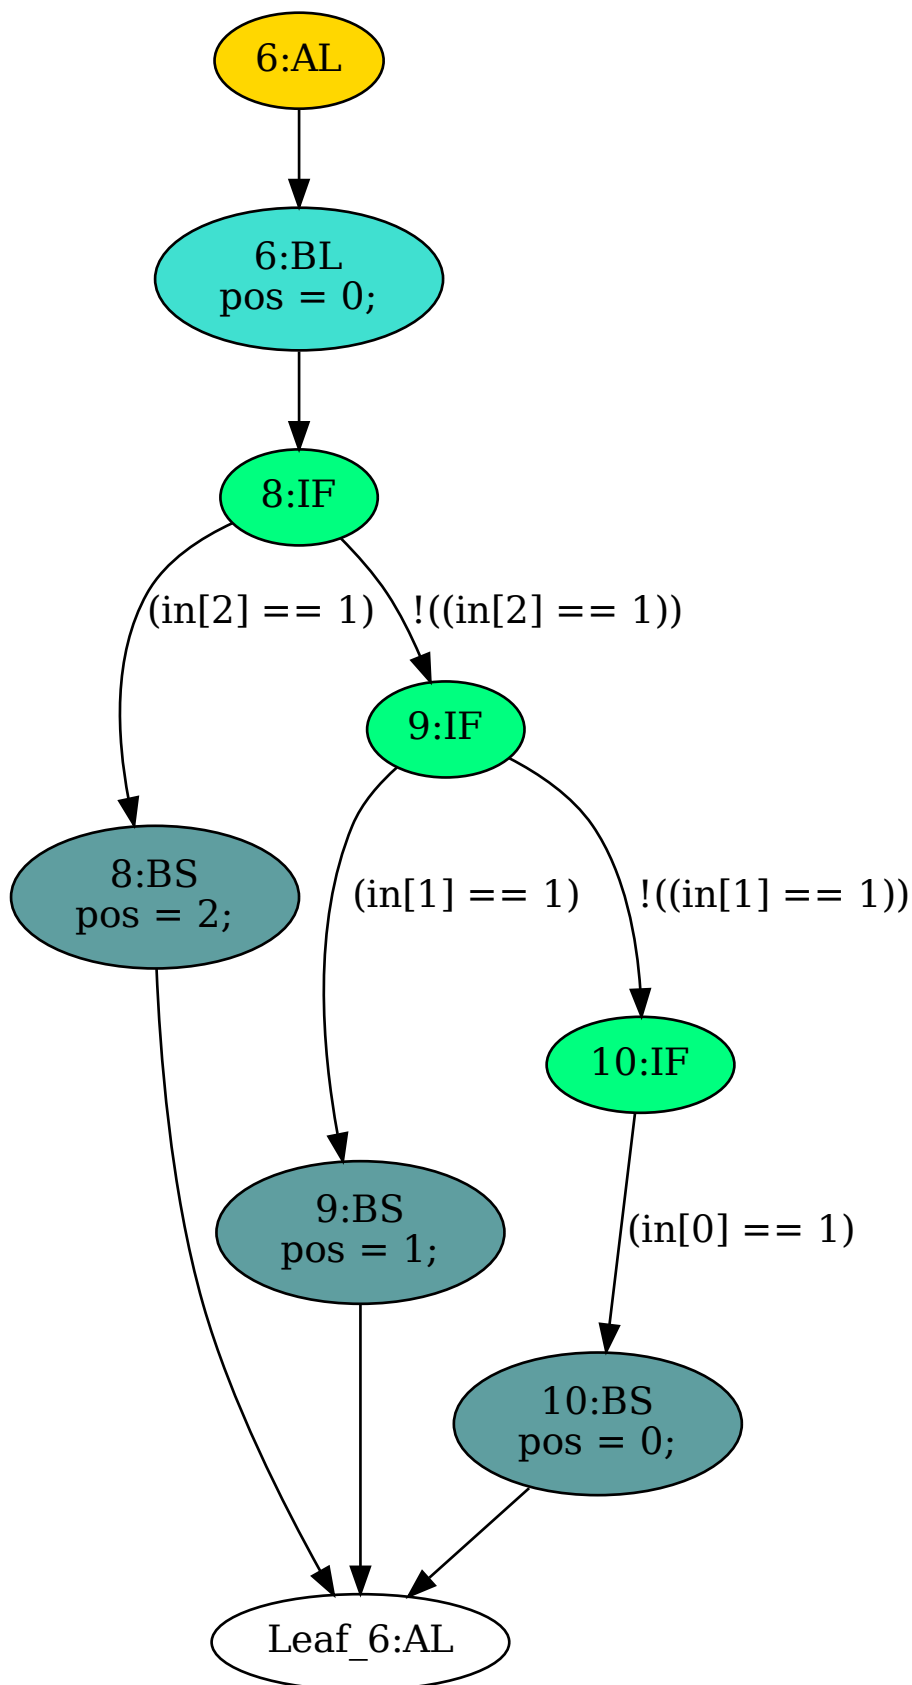 6:AL
6:BL
pos = 0;
8:IF
(in[2] == 1)
!((in[2] == 1))
9:IF
8:BS
pos = 2;
(in[1] == 1)
!((in[1] == 1))
10:IF
9:BS
pos = 1;
(in[0] == 1)
10:BS
pos = 0;
Leaf_6:AL